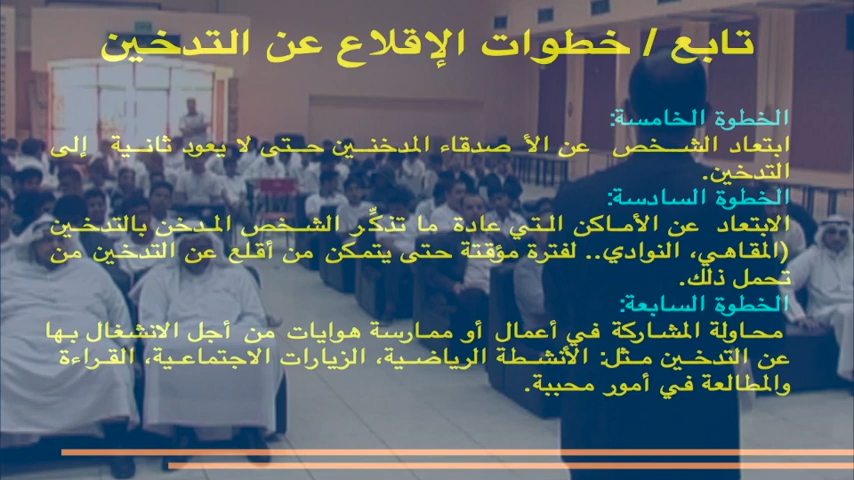 تابع / خطوات الإقلاع عن التدخين
الخطوة الخامسة:
ابتعاد الشخص عن الأ صدقاء المدخنين حتى لا يعود ثانية إلى
التدخين.
الخطوة السادسة:
الابتعاد عن الأماكن التي عادة ما تذكِّر الشخص المدخن بالتدخين
(المقاهي، النوادي.. لفترة مؤقتة حتى يتمكن من أقلع عن التدخين من
تحمل ذلك.
الخطوة السابعة:
محاولة المشاركة في أعمال أو ممارسة هوايات من أجل الانشغال بها
عن التدخين مثل: الأنشطة الرياضية، الزيارات الاجتماعية، القراءة
والمطالعة في أمور محببة.